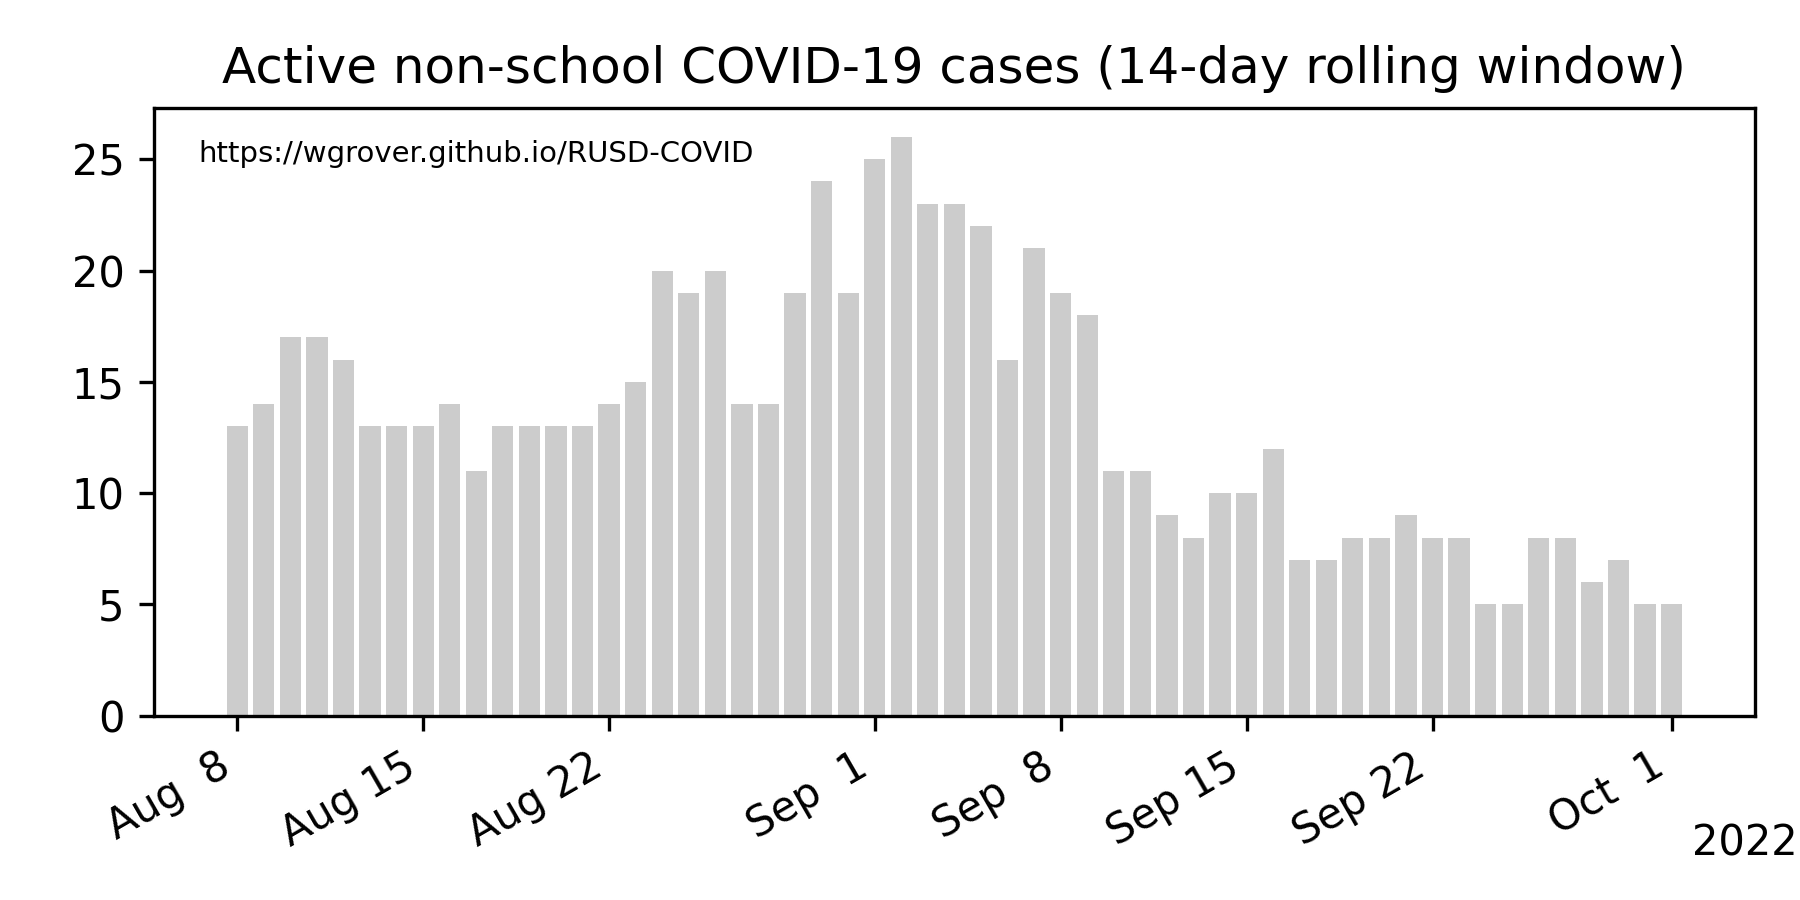 Active non-school COVID-19 cases (14-day rolling window)
https://wgrover.github.io/RUSD-COVID
25
20
15
10
5
0
Aug 8
Aug 15
Aug 22
Sep 1
Sep 8
Sep 15
Sep 22
Oct 1
2022